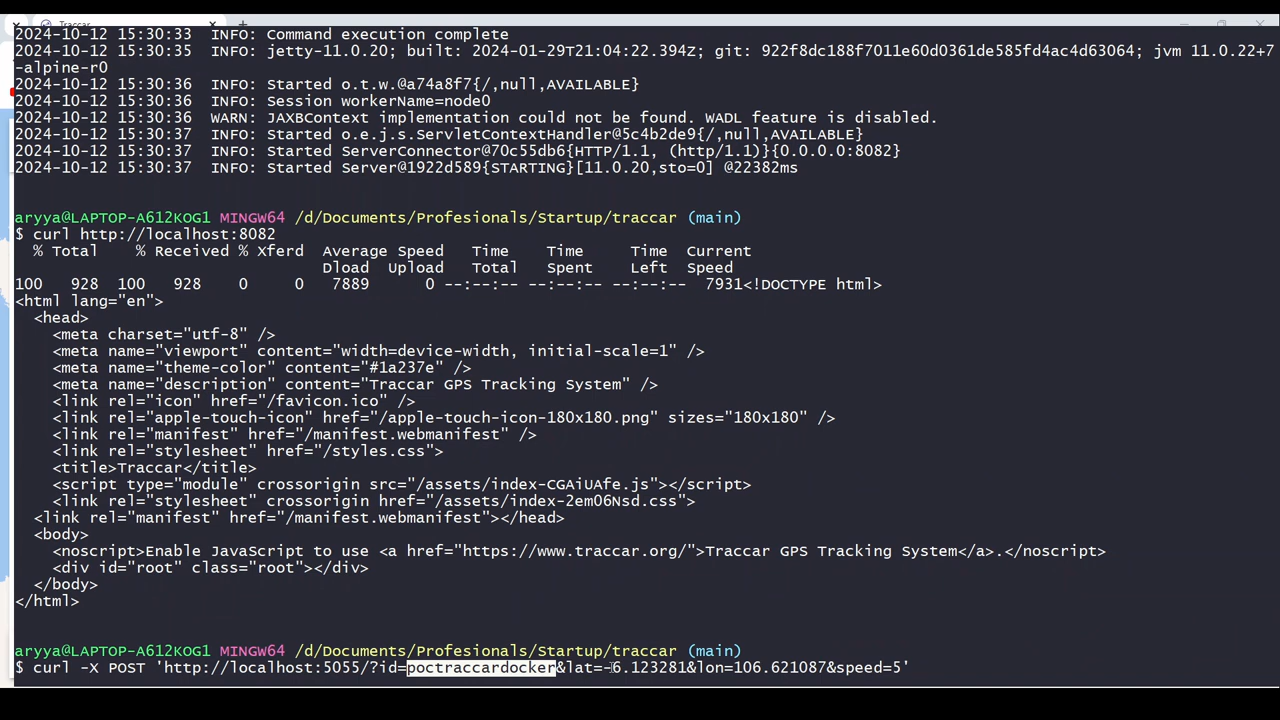 Traccar
2024-10-12 15:30:33  INFO: Command execution complete
2024-10-12 15:30:36  INFO: jetty-11.0.20; built: 2024-01-29T21:04:22.394z; git: 922f8dc188f7011e60d0361de585fd4ac4d63064; jvm 11.0.22+7
-alpine-r0
2024-10-12 15:30:36  INFO: Started o.t.w.@a74a8f7{/,null,AVAILABLE}
2024-10-12 15:30:36  INFO: Session workerName=node0
2024-10-12 15:30:36  WARN: JAXBContext implementation could not be found. WADL feature is disabled.
2024-10-12 15:30:37  INFO: Started o.e.j.s.ServletContextHandler@5c4b2de9{/,null,AVAILABLE}
2024-10-12 15:30:37  INFO: Started ServerConnector@70c55db6{HTTP/1.1, (http/1.1)}{0.0.0.0:8082}
2024-10-12 15:30:37  INFO: Started Server@1922d589{STARTING}[11.0.20,sto=0] @22382ms
aryya@LAPTOP-A612KOG1 MINGW64 /d/Documents/Profesionals/Startup/traccar (main)
$ curl http://localhost:8082
  % Total    % Received % Xferd  Average Speed   Time    Time     Time  Current
                                 Dload  Upload   Total   Spent    Left  Speed
100   928  100   928    0     0   7889      0 --:--:-- --:--:-- --:--:--  7931<!DOCTYPE html>
<html lang="en">
  <head>
    <meta charset="utf-8" />
    <meta name="viewport" content="width=device-width, initial-scale=1" />
    <meta name="theme-color" content="#1a237e" />
    <meta name="description" content="Traccar GPS Tracking System" />
    <link rel="icon" href="/favicon.ico" />
    <link rel="apple-touch-icon" href="/apple-touch-icon-180x180.png" sizes="180x180" />
    <link rel="manifest" href="/manifest.webmanifest" />
    <link rel="stylesheet" href="/styles.css">
    <title>Traccar</title>
    <script type="module" crossorigin src="/assets/index-CGAiUAfe.js"></script>
    <link rel="stylesheet" crossorigin href="/assets/index-2em06Nsd.css">
  <link rel="manifest" href="/manifest.webmanifest"></head>
  <body>
    <noscript>Enable JavaScript to use <a href="https://www.traccar.org/">Traccar GPS Tracking System</a>.</noscript>
    <div id="root" class="root"></div>
  </body>
</html>
aryya@LAPTOP-A612KOG1 MINGW64 /d/Documents/Profesionals/Startup/traccar (main)
$ curl -X POST 'http://localhost:5055/?id=poctraccardocker&lat=-6.123281&lon=106.621087&speed=5'